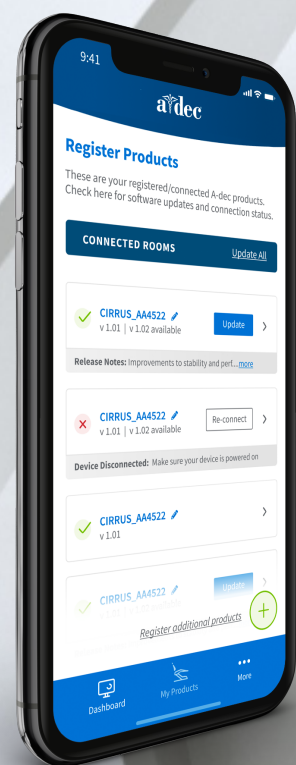 9:41
a-dec
Register Products
These are your registered/connected A-dec products.
Check here for software updates and connection status.
CONNECTED ROOMS Update All
CIRRUS_AA4522
v 1.01 | v 1.02 available
Update
Release Notes: Improvements to stability and perf... more
CIRRUS_AA4522
v 1.01 | v 1.02 available
Re-connect
Device Disconnected: Make sure your device is powered on
CIRRUS_AA4522
v 1.01
CIRRUS_AA4522
Update
Register additional products
Dashboard
My Products
More